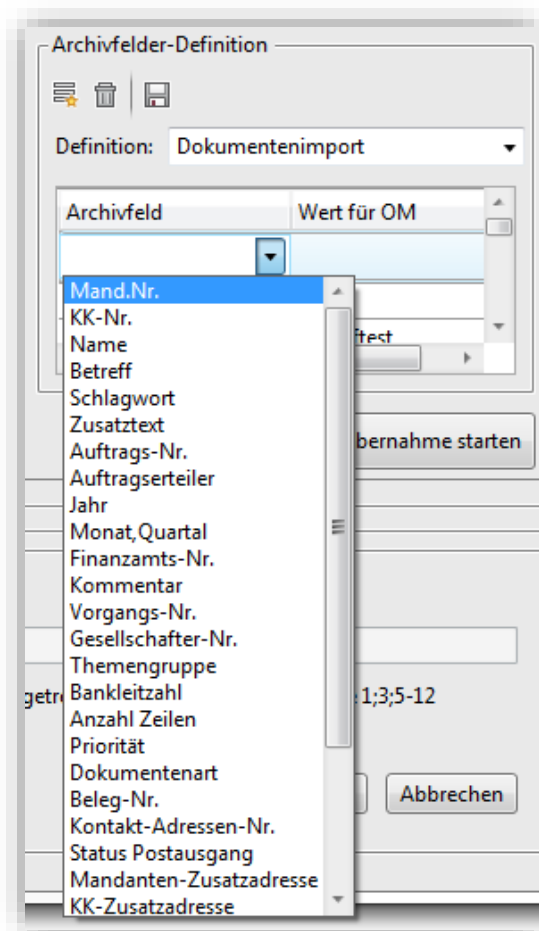 Archivfelder-Definition
Definition: Dokumentenimport
Archivfeld Wert für OM
Mand.Nr.
KK-Nr.
Name
Betreff
Schlagwort
Zusatztext
Auftrags-Nr.
Auftragserteiler
Jahr
Monat,Quartal
Finanzamts-Nr.
Kommentar
Vorgangs-Nr.
Gesellschafter-Nr.
Themengruppe
Bankleitzahl
Anzahl Zeilen
Priorität
Dokumentenart
Beleg-Nr.
Kontakt-Adressen-Nr.
Status Postausgang
Mandanten-Zusatzadresse
KK-Zusatzadresse
ftest
bernahme starten
getr
1;3;5-12
Abbrechen